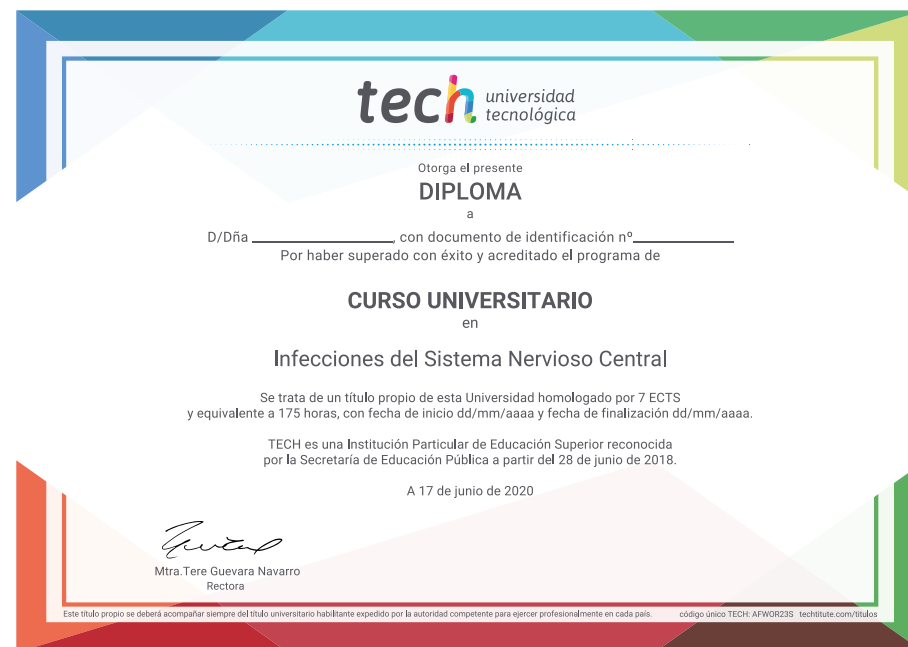 tech universidad
tecnológica
Otorga el presente
DIPLOMA
a
D/Dña ____________________, con documento de identificación nº______________
Por haber superado con éxito y acreditado el programa de
CURSO UNIVERSITARIO
en
Infecciones del Sistema Nervioso Central
Se trata de un título propio de esta Universidad homologado por 7 ECTS
y equivalente a 175 horas, con fecha de inicio dd/mm/aaaa y fecha de finalización dd/mm/aaaa.
TECH es una Institución Particular de Educación Superior reconocida
por la Secretaría de Educación Pública a partir del 28 de junio de 2018.
A 17 de junio de 2020
Mtra.Tere Guevara Navarro
Rectora
Este título propio se deberá acompañar siempre del título universitario habilitante expedido por la autoridad competente para ejercer profesionalmente en cada país. código único TECH: AFWOR23S techtitute.com/titulos